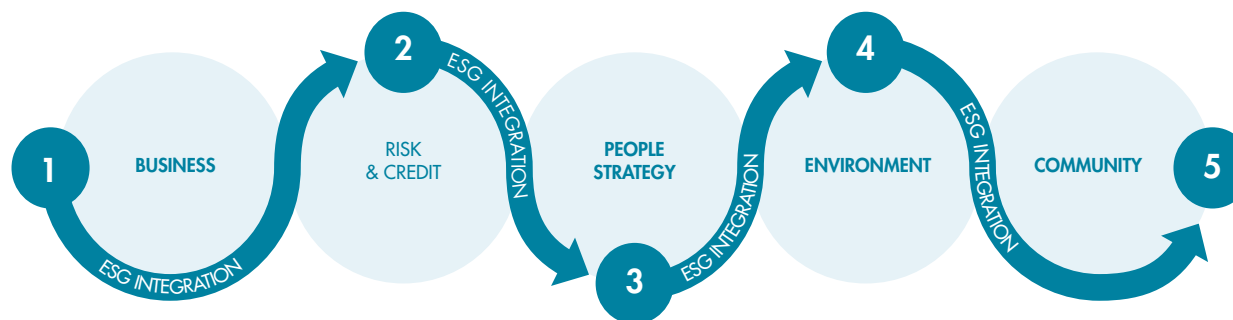 1
BUSINESS
ESG INTEGRATION
2
RISK
& CREDIT
ESG INTEGRATION
3
PEOPLE
STRATEGY
ESG INTEGRATION
4
ENVIRONMENT
ESG INTEGRATION
COMMUNITY
5